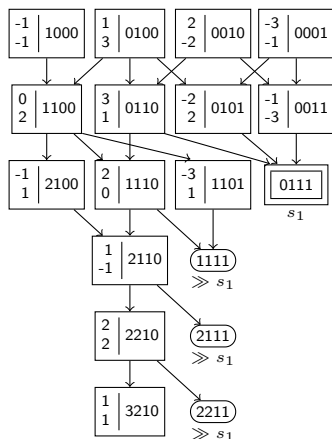 -1 -1 | 1000   1 3 | 0100   2 -2 | 0010   -3 -1 | 0001
0 2 | 1100   3 1 | 0110   -2 2 | 0101   -1 -3 | 0011
-1 1 | 2100   2 0 | 1110   -3 1 | 1101   0111
s1
1 -1 | 2110   1111
≫ s1
2 2 | 2210   2111
≫ s1
1 1 | 3210   2211
≫ s1